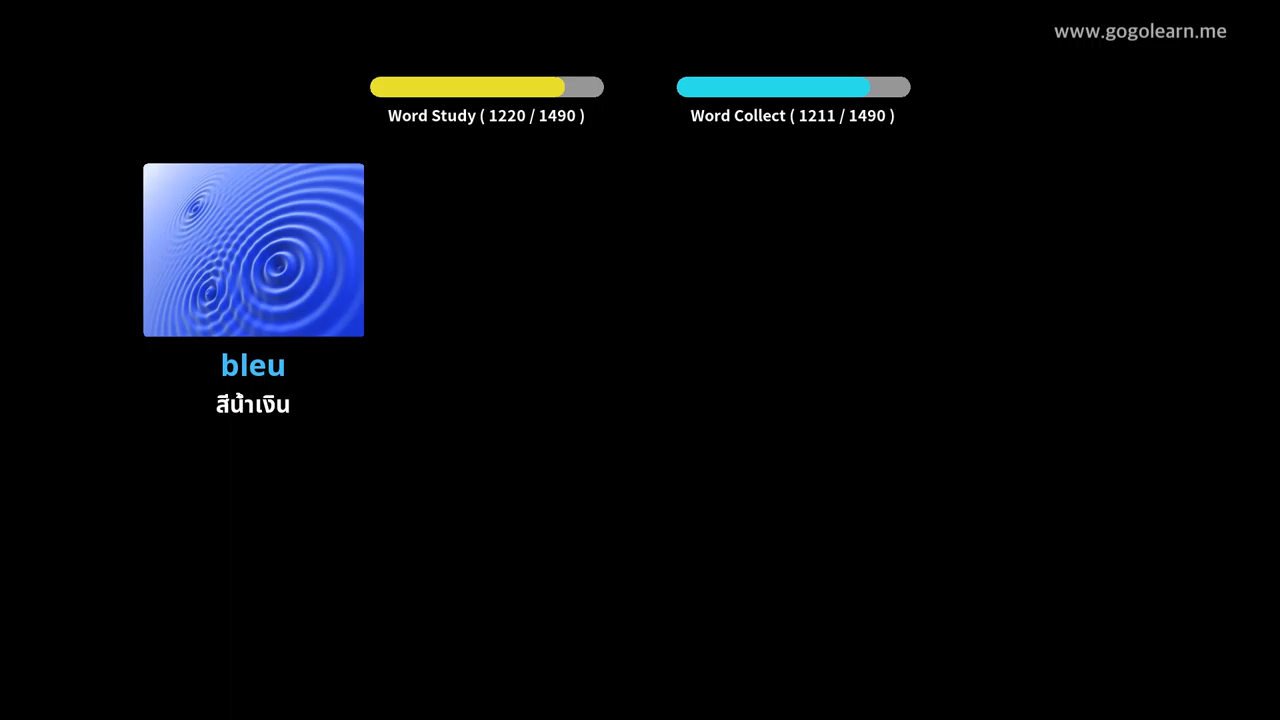 www.gogolearn.me
Word Study ( 1220 / 1490 )
Word Collect ( 1211 / 1490 )
bleu
สีน้ำเงิน